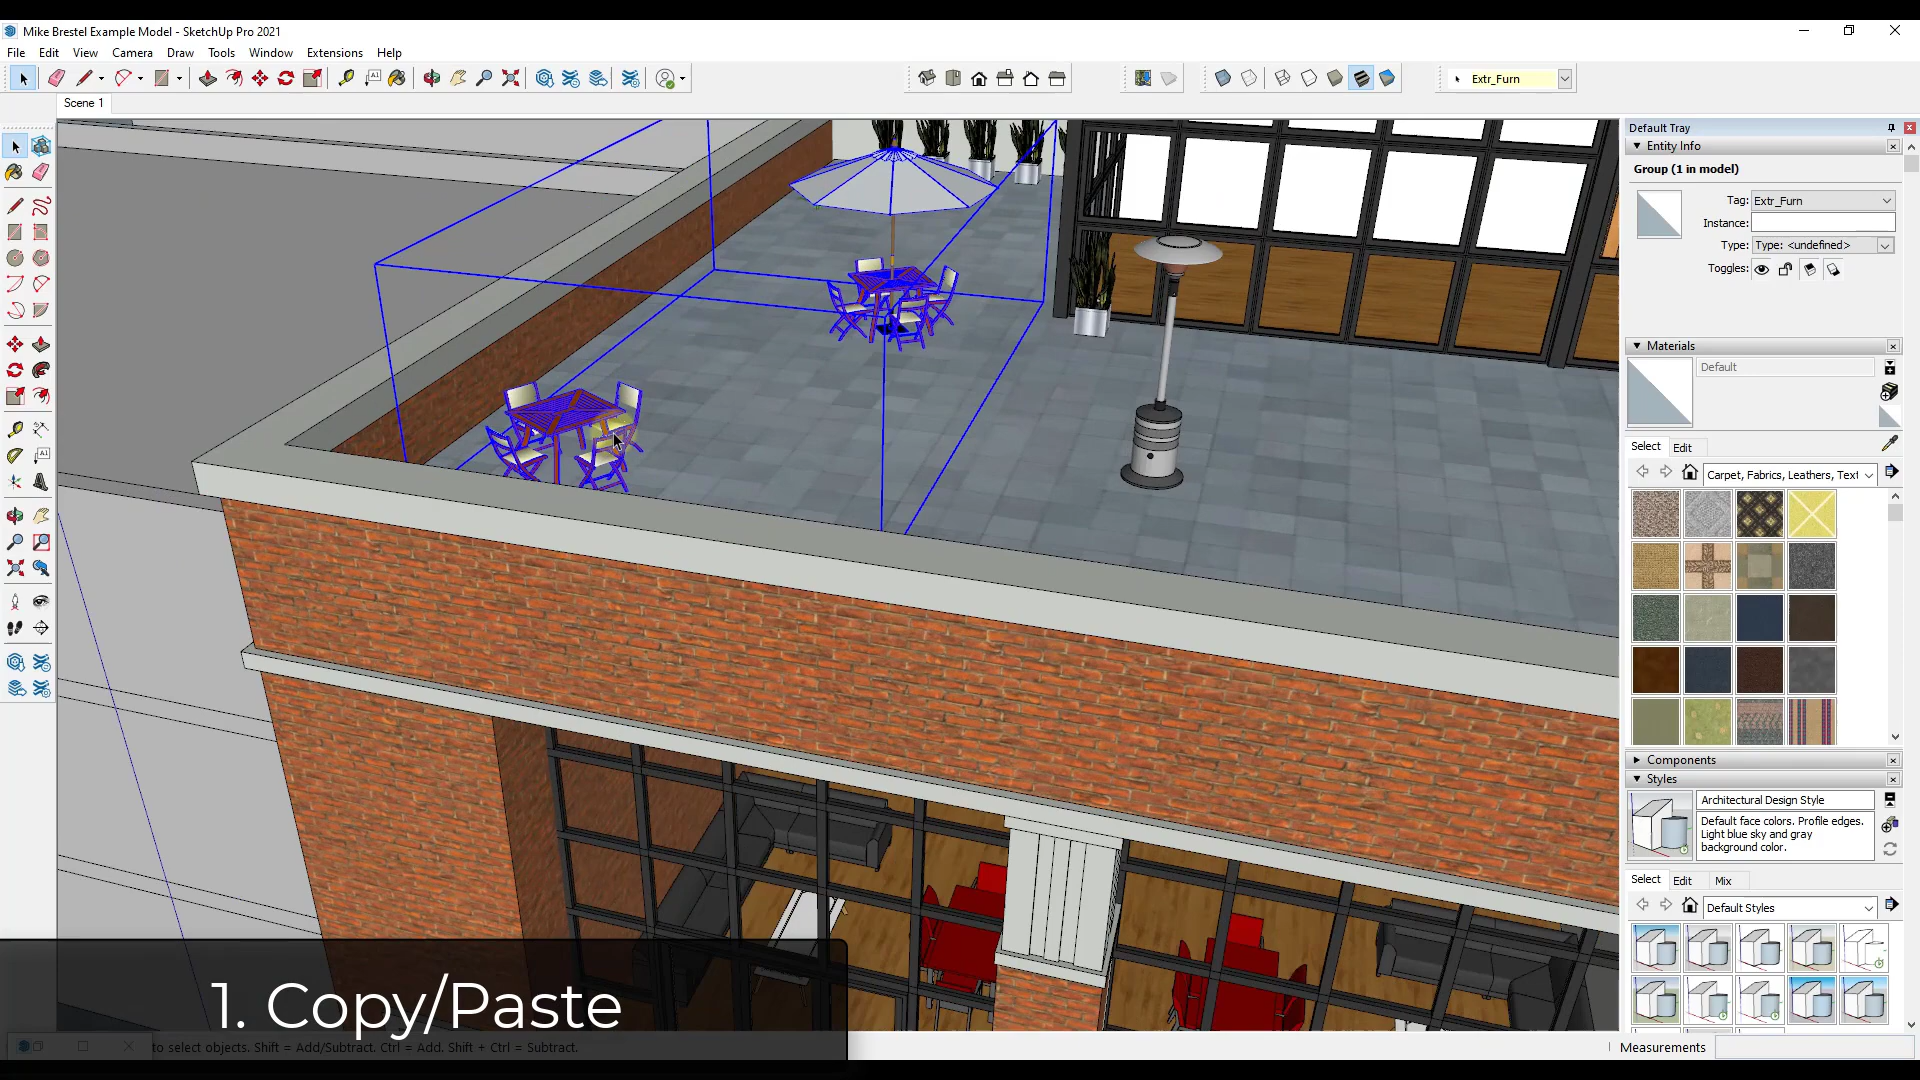 Mike Brestel Example Model - SketchUp Pro 2021
File Edit View Camera Draw Tools Window Extensions Help
Extr_Furn
Scene 1
Default Tray
Entity Info
Group (1 in model)
Tag: Extr_Furn
Instance:
Type: Type: <undefined>
Toggles:
Materials
Default
Select Edit
Carpet, Fabrics, Leathers, Text
Components
Styles
Architectural Design Style
Default face colors. Profile edges.
Light blue sky and gray
background color.
Select Edit Mix
Default Styles
1. Copy/Paste
to select objects. Shift = Add/Subtract. Ctrl = Add. Shift + Ctrl = Subtract.
Measurements